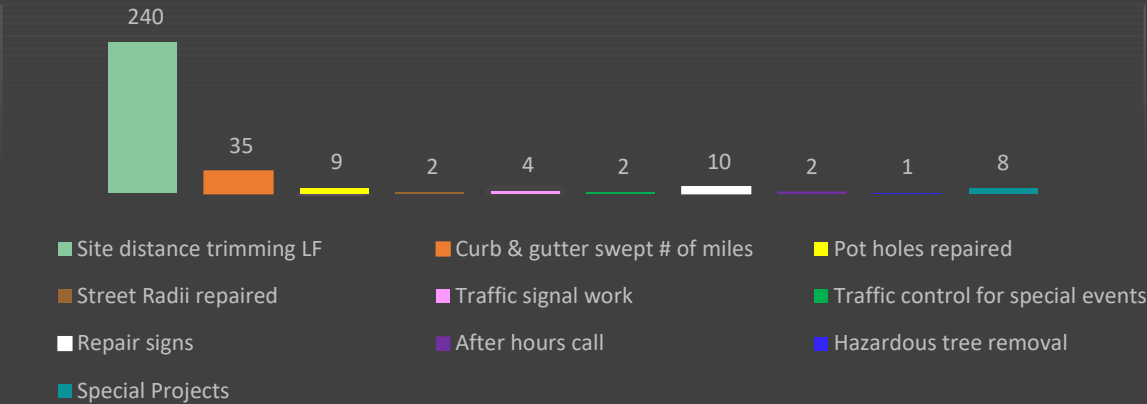 240
35
9
2
4
2
10
2
1
8
Site distance trimming LF
Curb & gutter swept # of miles
Pot holes repaired
Street Radii repaired
Traffic signal work
Traffic control for special events
Repair signs
After hours call
Hazardous tree removal
Special Projects